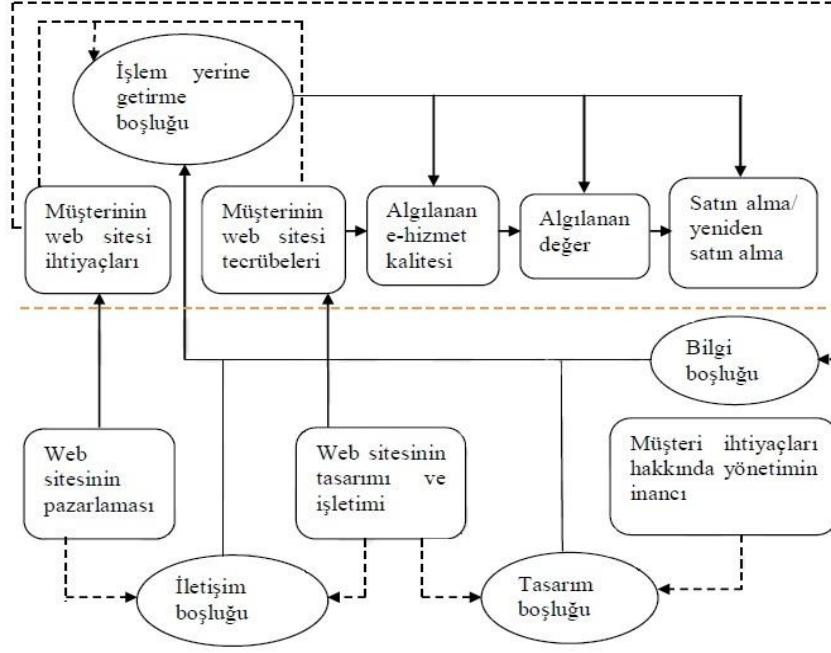 İşlem yerine
getirme
boşluğu
Müşterinin
web sitesi
ihtiyaçları
Müşterinin
web sitesi
tecrübeleri
Algılanan
e-hizmet
kalitesi
Algılanan
değer
Satın alma/
yeniden
satın alma
Bilgi
boşluğu
Web
sitesinin
pazarlaması
Web sitesinin
tasarımı ve
işletimi
Müşteri ihtiyaçları
hakkında yönetimin
inancı
İletişim
boşluğu
Tasarım
boşluğu